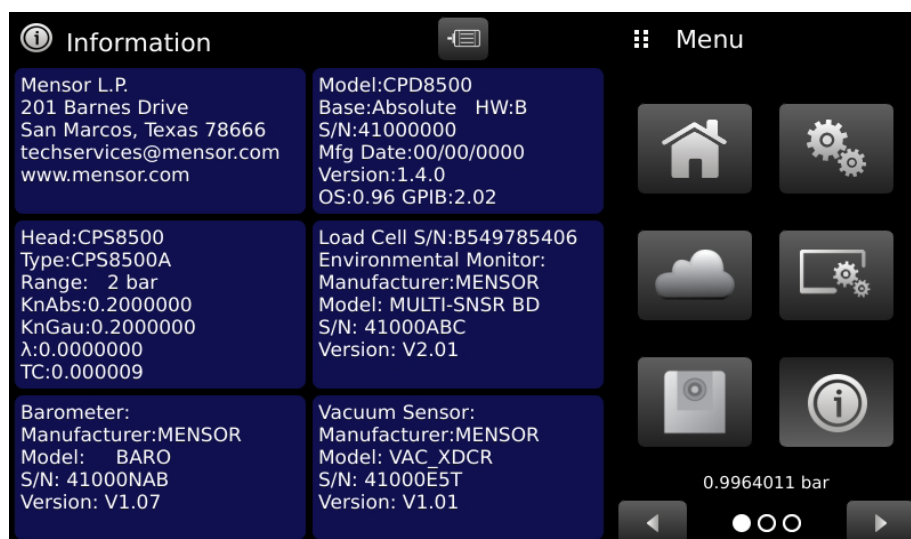 Information
Menu
Mensor L.P.
201 Barnes Drive
San Marcos, Texas 78666
techservices@mensor.com
www.mensor.com
Model:CPD8500
Base:Absolute HW:B
S/N:41000000
Mfg Date:00/00/0000
Version:1.4.0
OS:0.96 GPIB:2.02
Head:CPS8500
Type:CPS8500A
Range: 2 bar
KnAbs:0.2000000
KnGau:0.2000000
λ:0.0000000
TC:0.000009
Load Cell S/N:B549785406
Environmental Monitor:
Manufacturer:MENSOR
Model: MULTI-SNSR BD
S/N: 41000ABC
Version: V2.01
Barometer:
Manufacturer:MENSOR
Model: BARO
S/N: 41000NAB
Version: V1.07
Vacuum Sensor:
Manufacturer:MENSOR
Model: VAC_XDCR
S/N: 41000E5T
Version: V1.01
0.9964011 bar